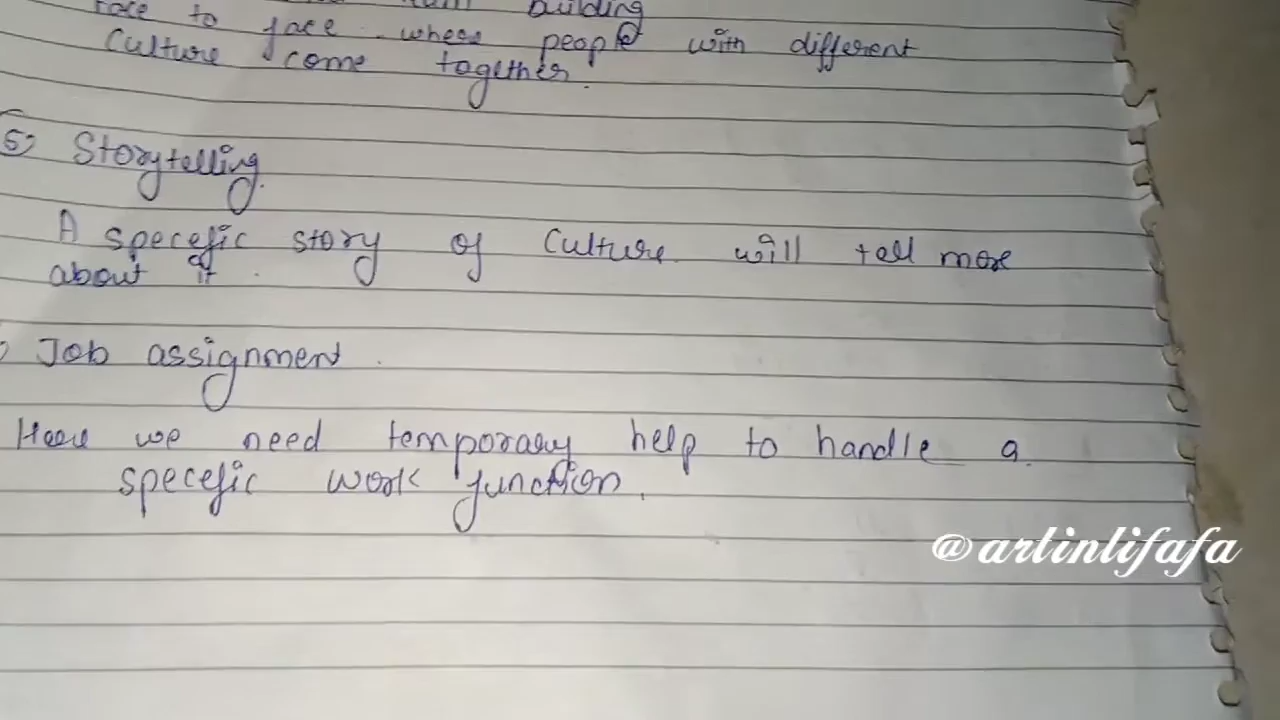 building
face to face where people with different
Culture come together.
5) Storytelling.
A specefic story of Culture will tell more
about it.
Job assignment.
Here we need temporary help to handle a
specefic work function.
@artinlifafa